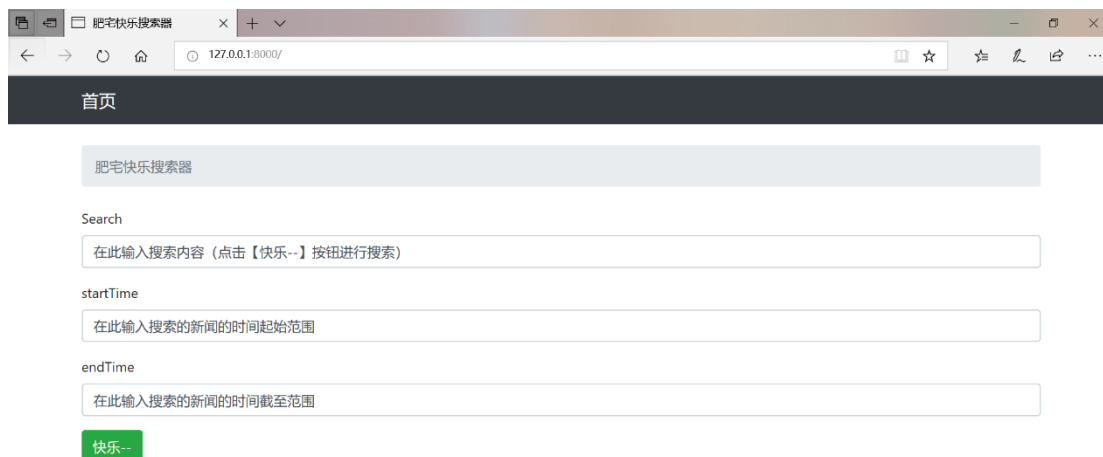 肥宅快乐搜索器
127.0.0.1:8000/
首页
肥宅快乐搜索器
Search
在此输入搜索内容（点击【快乐--】按钮进行搜索）
startTime
在此输入搜索的新闻的时间起始范围
endTime
在此输入搜索的新闻的时间截至范围
快乐--